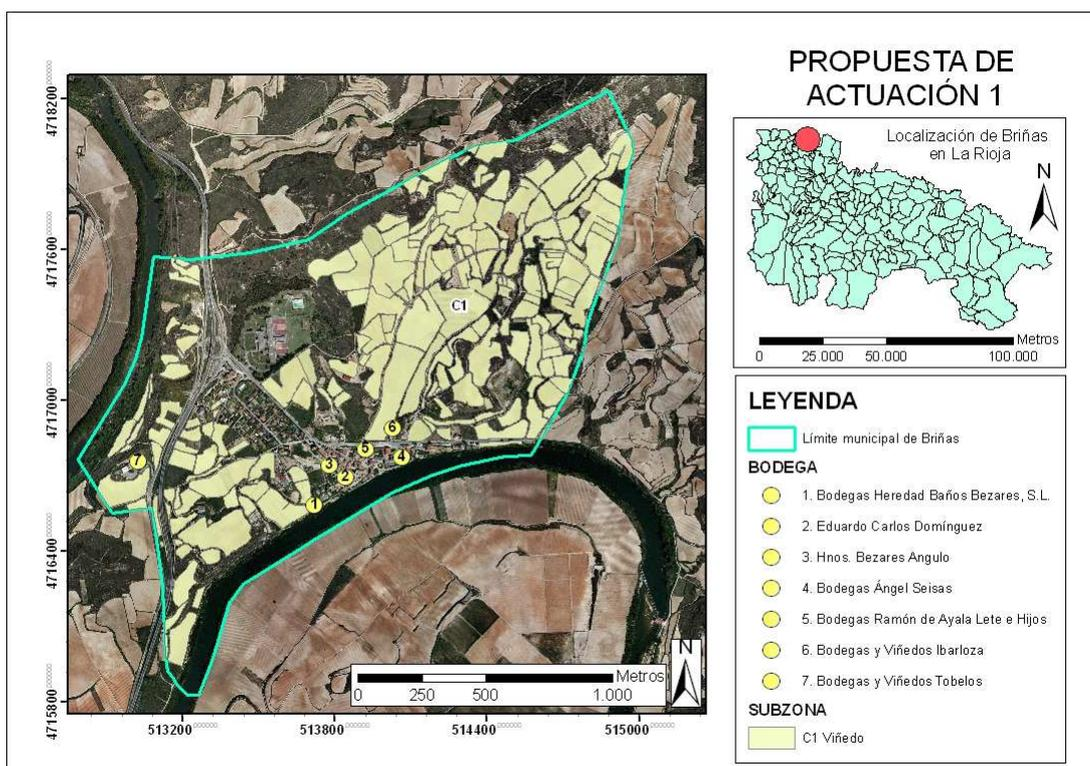 PROPUESTA DE
ACTUACIÓN 1
Localización de Briñas
en La Rioja
N
Metros
0 25.000 50.000 100.000
LEYENDA
Límite municipal de Briñas
BODEGA
1. Bodegas Heredad Baños Bezares, S.L.
2. Eduardo Carlos Domínguez
3. Hnos. Bezares Angulo
4. Bodegas Ángel Seisas
5. Bodegas Ramón de Ayala Lete e Hijos
6. Bodegas y Viñedos Ibarloza
7. Bodegas y Viñedos Tobelos
SUBZONA
C1 Viñedo
4718200
4717600
4717000
4716400
4715800
513200 513800 514400 515000
C1
6
5
4
3
2
1
7
N
Metros
0 250 500 1.000